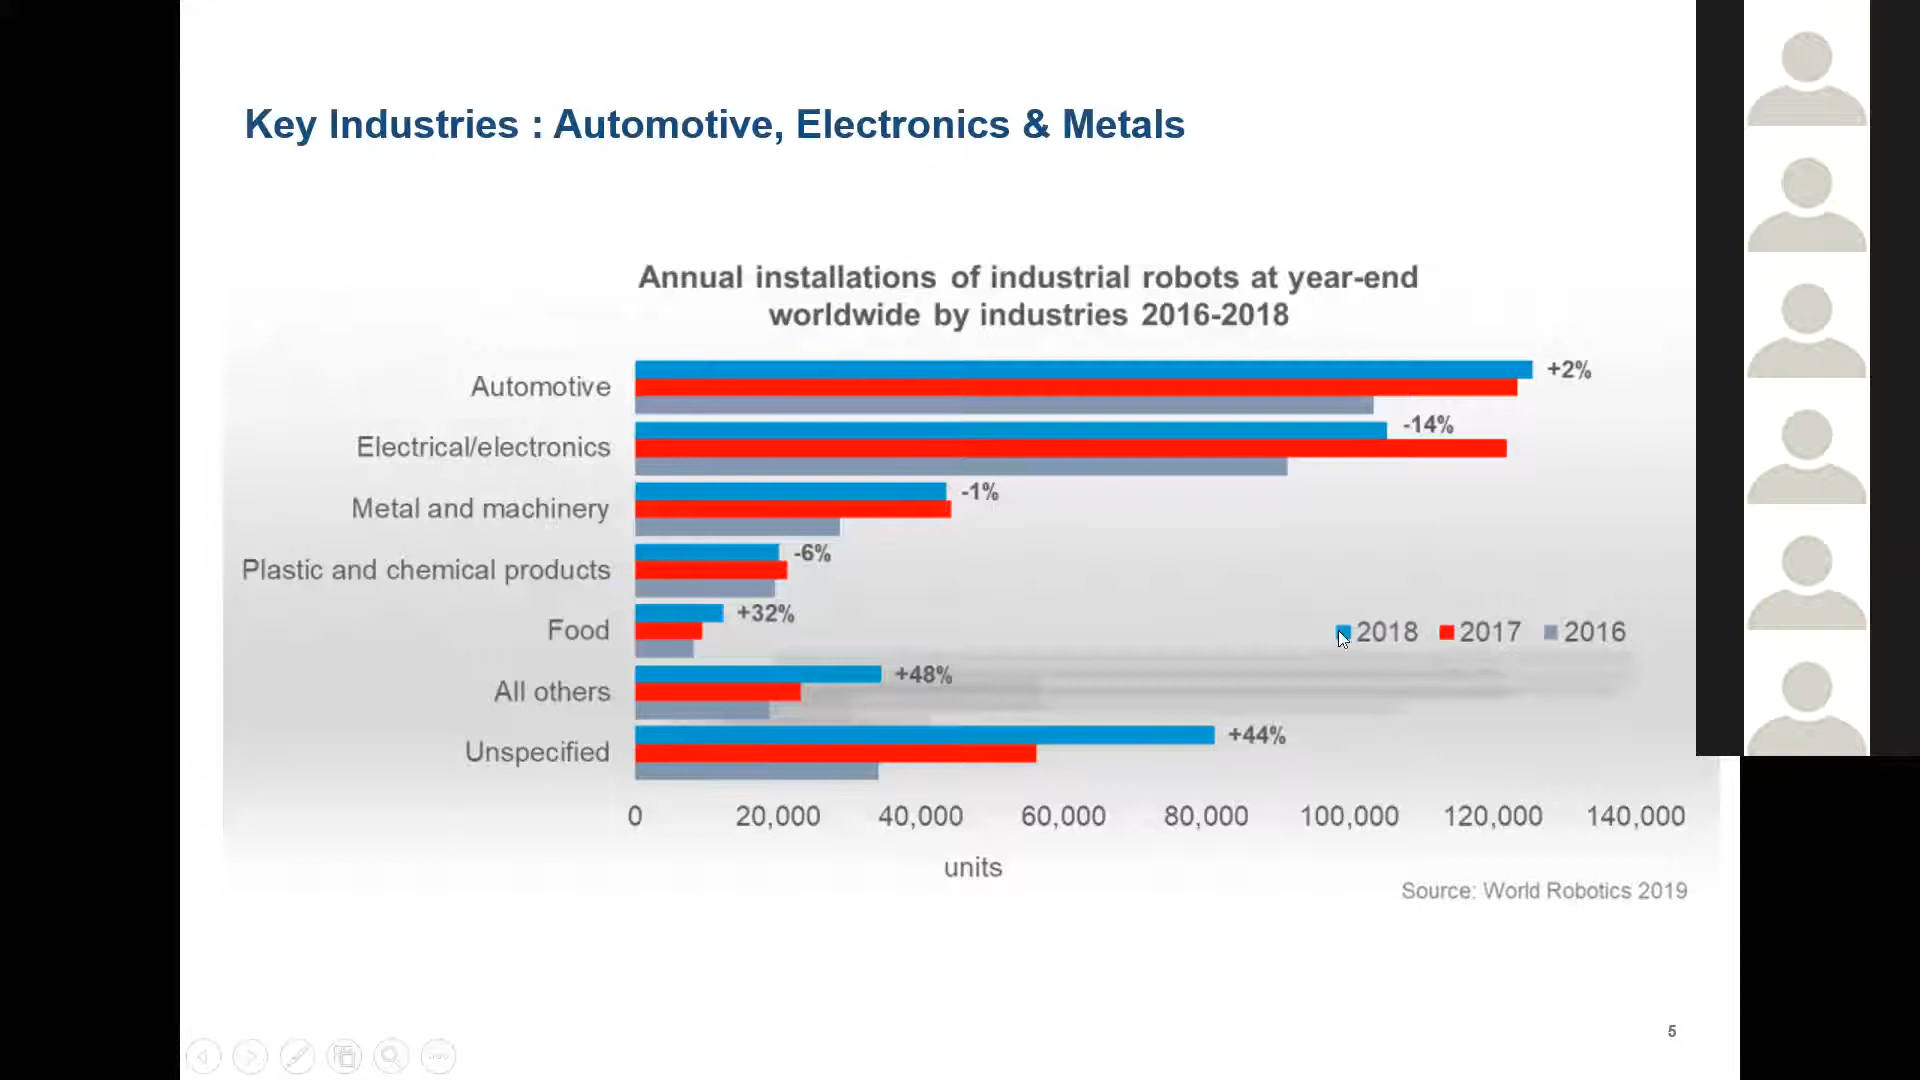 Key Industries : Automotive, Electronics & Metals
Annual installations of industrial robots at year-end
worldwide by industries 2016-2018
Automotive
+2%
Electrical/electronics
-14%
Metal and machinery
-1%
Plastic and chemical products
-6%
Food
+32%
2018 2017 2016
All others
+48%
Unspecified
+44%
0 20,000 40,000 60,000 80,000 100,000 120,000 140,000
units
Source: World Robotics 2019
5